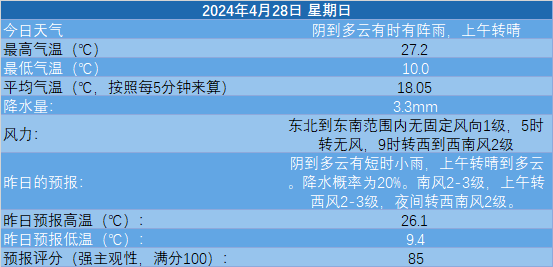 2024年4月28日 星期日
今日天气 阴到多云有时有阵雨，上午转晴
最高气温（℃） 27.2
最低气温（℃） 10.0
平均气温（℃，按照每5分钟来算） 18.05
降水量： 3.3mm
风力： 东北到东南范围内无固定风向1级，5时
转无风，9时转西到西南风2级
昨日的预报： 阴到多云有短时小雨，上午转晴到多云
。降水概率为20%。南风2-3级，上午转
西风2-3级，夜间转西南风2级。
昨日预报高温（℃）： 26.1
昨日预报低温（℃）： 9.4
预报评分（强主观性，满分100）： 85